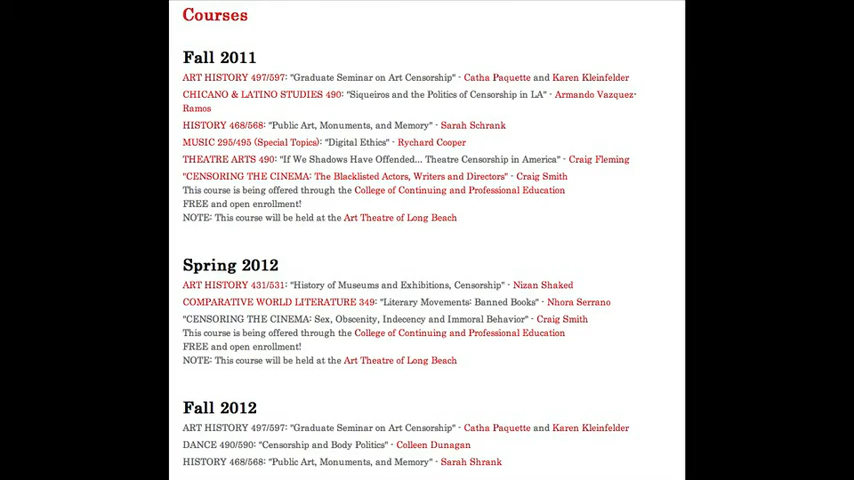 Courses
Fall 2011
ART HISTORY 497/597: "Graduate Seminar on Art Censorship" - Catha Paquette and Karen Kleinfelder
CHICANO & LATINO STUDIES 490: "Siqueiros and the Politics of Censorship in LA" - Armando Vazquez-
Ramos
HISTORY 468/568: "Public Art, Monuments, and Memory" - Sarah Schrank
MUSIC 295/495 (Special Topics): "Digital Ethics" - Rychard Cooper
THEATRE ARTS 490: "If We Shadows Have Offended... Theatre Censorship in America" - Craig Fleming
"CENSORING THE CINEMA: The Blacklisted Actors, Writers and Directors" - Craig Smith
This course is being offered through the College of Continuing and Professional Education
FREE and open enrollment!
NOTE: This course will be held at the Art Theatre of Long Beach
Spring 2012
ART HISTORY 431/531: "History of Museums and Exhibitions, Censorship" - Nizan Shaked
COMPARATIVE WORLD LITERATURE 349: "Literary Movements: Banned Books" - Nhora Serrano
"CENSORING THE CINEMA: Sex, Obscenity, Indecency and Immoral Behavior" - Craig Smith
This course is being offered through the College of Continuing and Professional Education
FREE and open enrollment!
NOTE: This course will be held at the Art Theatre of Long Beach
Fall 2012
ART HISTORY 497/597: "Graduate Seminar on Art Censorship" - Catha Paquette and Karen Kleinfelder
DANCE 490/590: "Censorship and Body Politics" - Colleen Dunagan
HISTORY 468/568: "Public Art, Monuments, and Memory" - Sarah Shrank